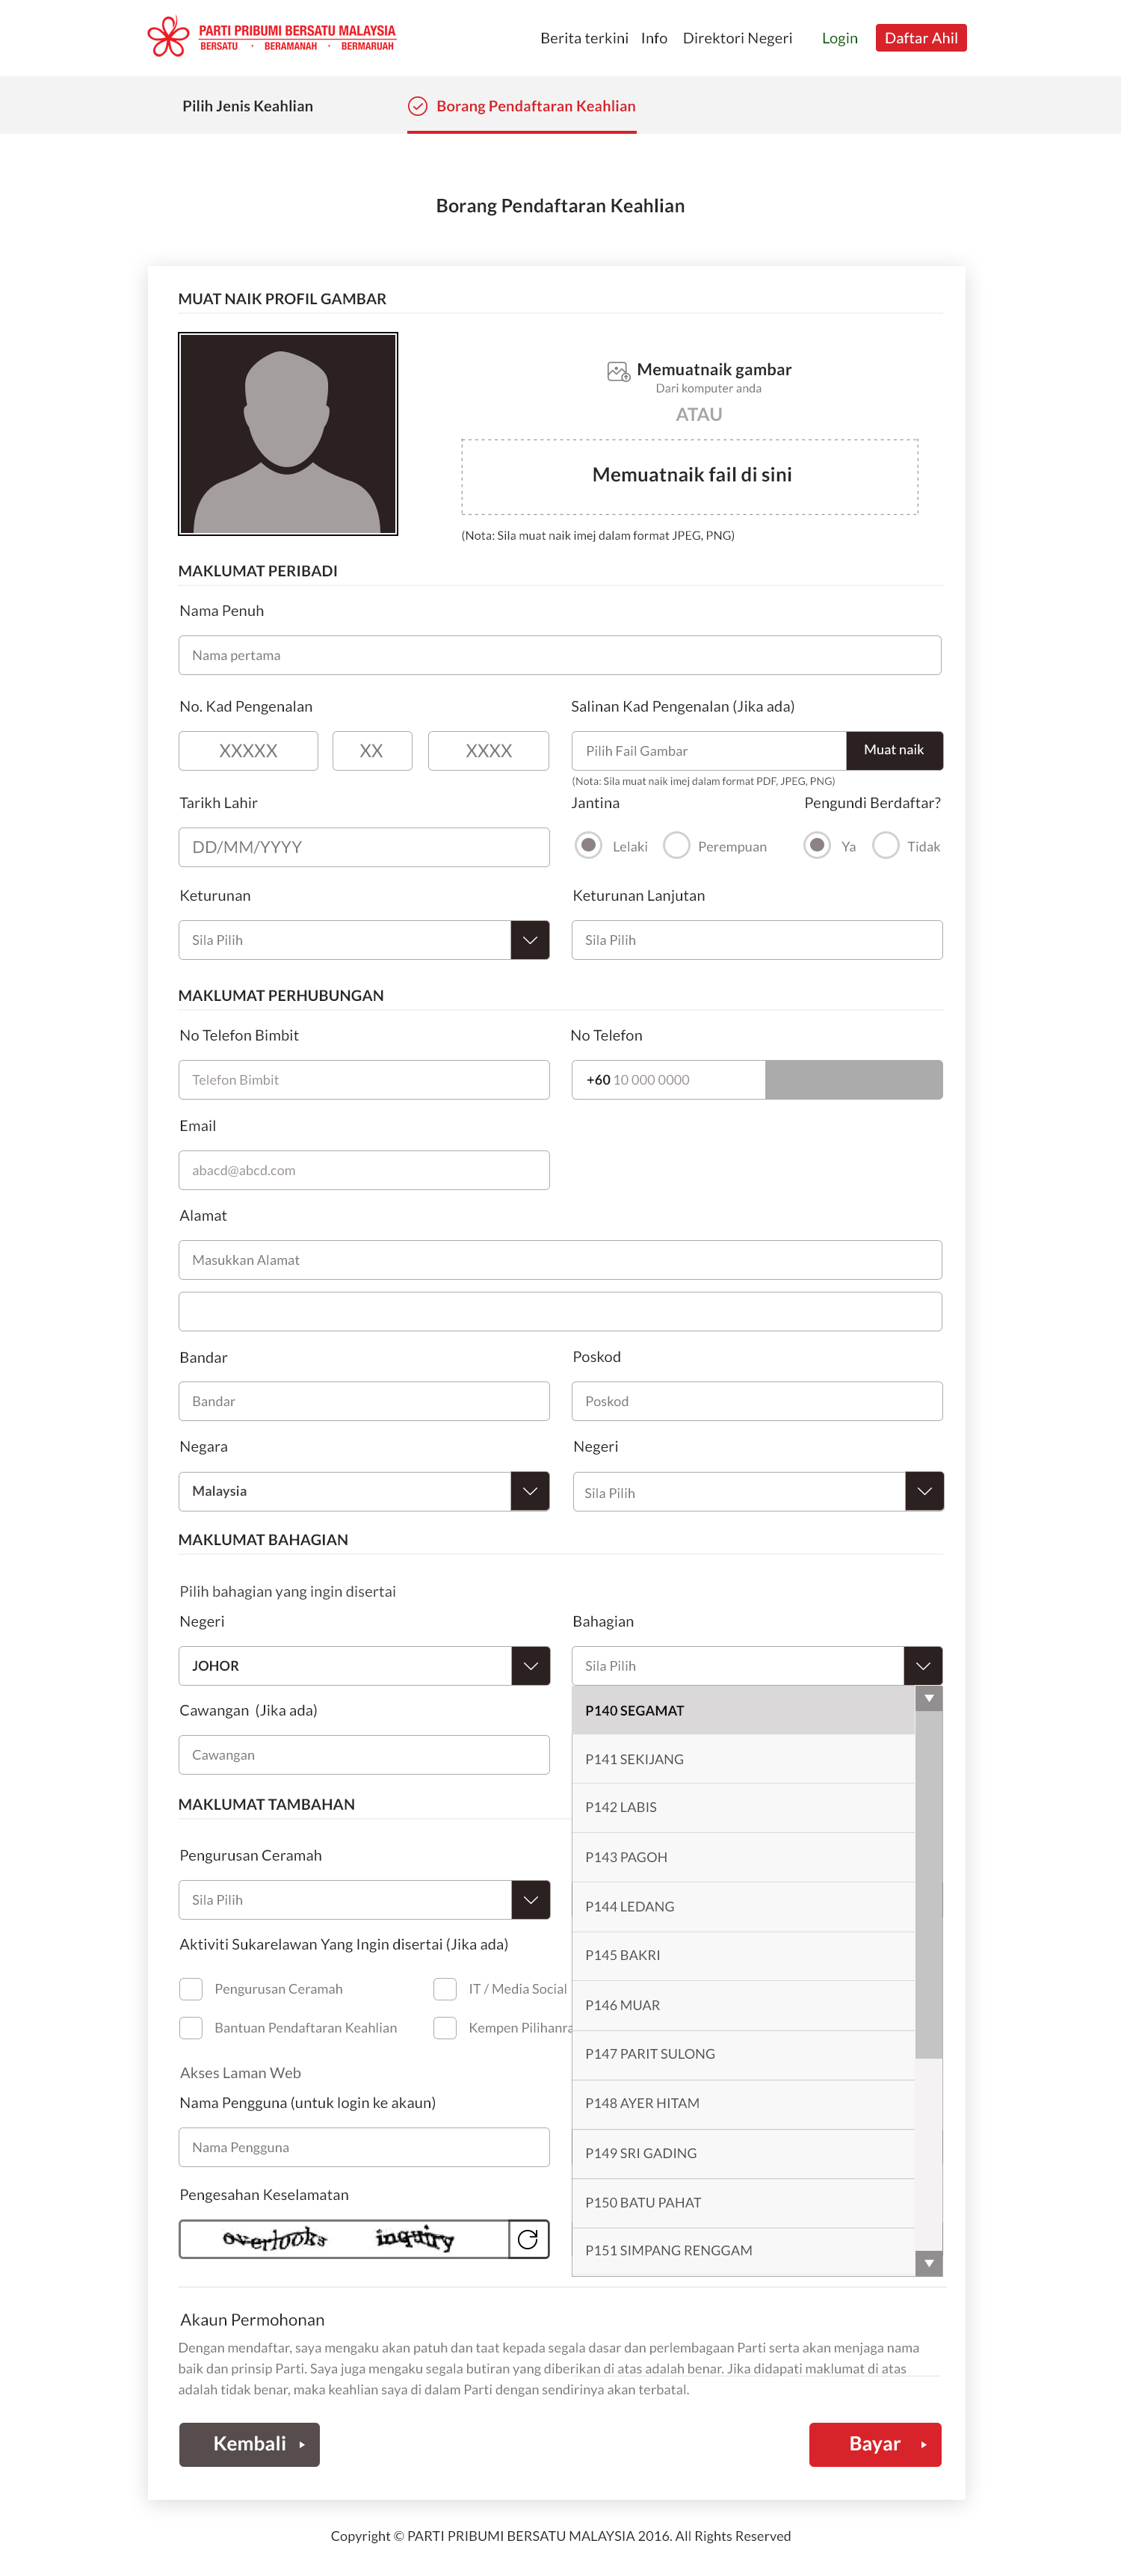 PARTI PRIBUMI BERSATU MALAYSIA
BERSATU · BERAMANAH · BERMARUAH
Berita terkini Info Direktori Negeri Login Daftar Ahil
Pilih Jenis Keahlian Borang Pendaftaran Keahlian
Borang Pendaftaran Keahlian
MUAT NAIK PROFIL GAMBAR
Memuatnaik gambar
Dari komputer anda
ATAU
Memuatnaik fail di sini
(Nota: Sila muat naik imej dalam format JPEG, PNG)
MAKLUMAT PERIBADI
Nama Penuh
Nama pertama
No. Kad Pengenalan Salinan Kad Pengenalan (Jika ada)
XXXXX XX XXXX Pilih Fail Gambar Muat naik
(Nota: Sila muat naik imej dalam format PDF, JPEG, PNG)
Tarikh Lahir Jantina Pengundi Berdaftar?
DD/MM/YYYY Lelaki Perempuan Ya Tidak
Keturunan Keturunan Lanjutan
Sila Pilih Sila Pilih
MAKLUMAT PERHUBUNGAN
No Telefon Bimbit No Telefon
Telefon Bimbit +60 10 000 0000
Email
abacd@abcd.com
Alamat
Masukkan Alamat
Bandar Poskod
Bandar Poskod
Negara Negeri
Malaysia Sila Pilih
MAKLUMAT BAHAGIAN
Pilih bahagian yang ingin disertai
Negeri Bahagian
JOHOR Sila Pilih
Cawangan (Jika ada) P140 SEGAMAT
Cawangan P141 SEKIJANG
MAKLUMAT TAMBAHAN P142 LABIS
Pengurusan Ceramah P143 PAGOH
Sila Pilih P144 LEDANG
Aktiviti Sukarelawan Yang Ingin disertai (Jika ada) P145 BAKRI
Pengurusan Ceramah IT / Media Social P146 MUAR
Bantuan Pendaftaran Keahlian Kempen Pilihanra
P147 PARIT SULONG
Akses Laman Web
Nama Pengguna (untuk login ke akaun) P148 AYER HITAM
Nama Pengguna P149 SRI GADING
Pengesahan Keselamatan P150 BATU PAHAT
overlooks inquiry P151 SIMPANG RENGGAM
Akaun Permohonan
Dengan mendaftar, saya mengaku akan patuh dan taat kepada segala dasar dan perlembagaan Parti serta akan menjaga nama
baik dan prinsip Parti. Saya juga mengaku segala butiran yang diberikan di atas adalah benar. Jika didapati maklumat di atas
adalah tidak benar, maka keahlian saya di dalam Parti dengan sendirinya akan terbatal.
Kembali Bayar
Copyright © PARTI PRIBUMI BERSATU MALAYSIA 2016. All Rights Reserved